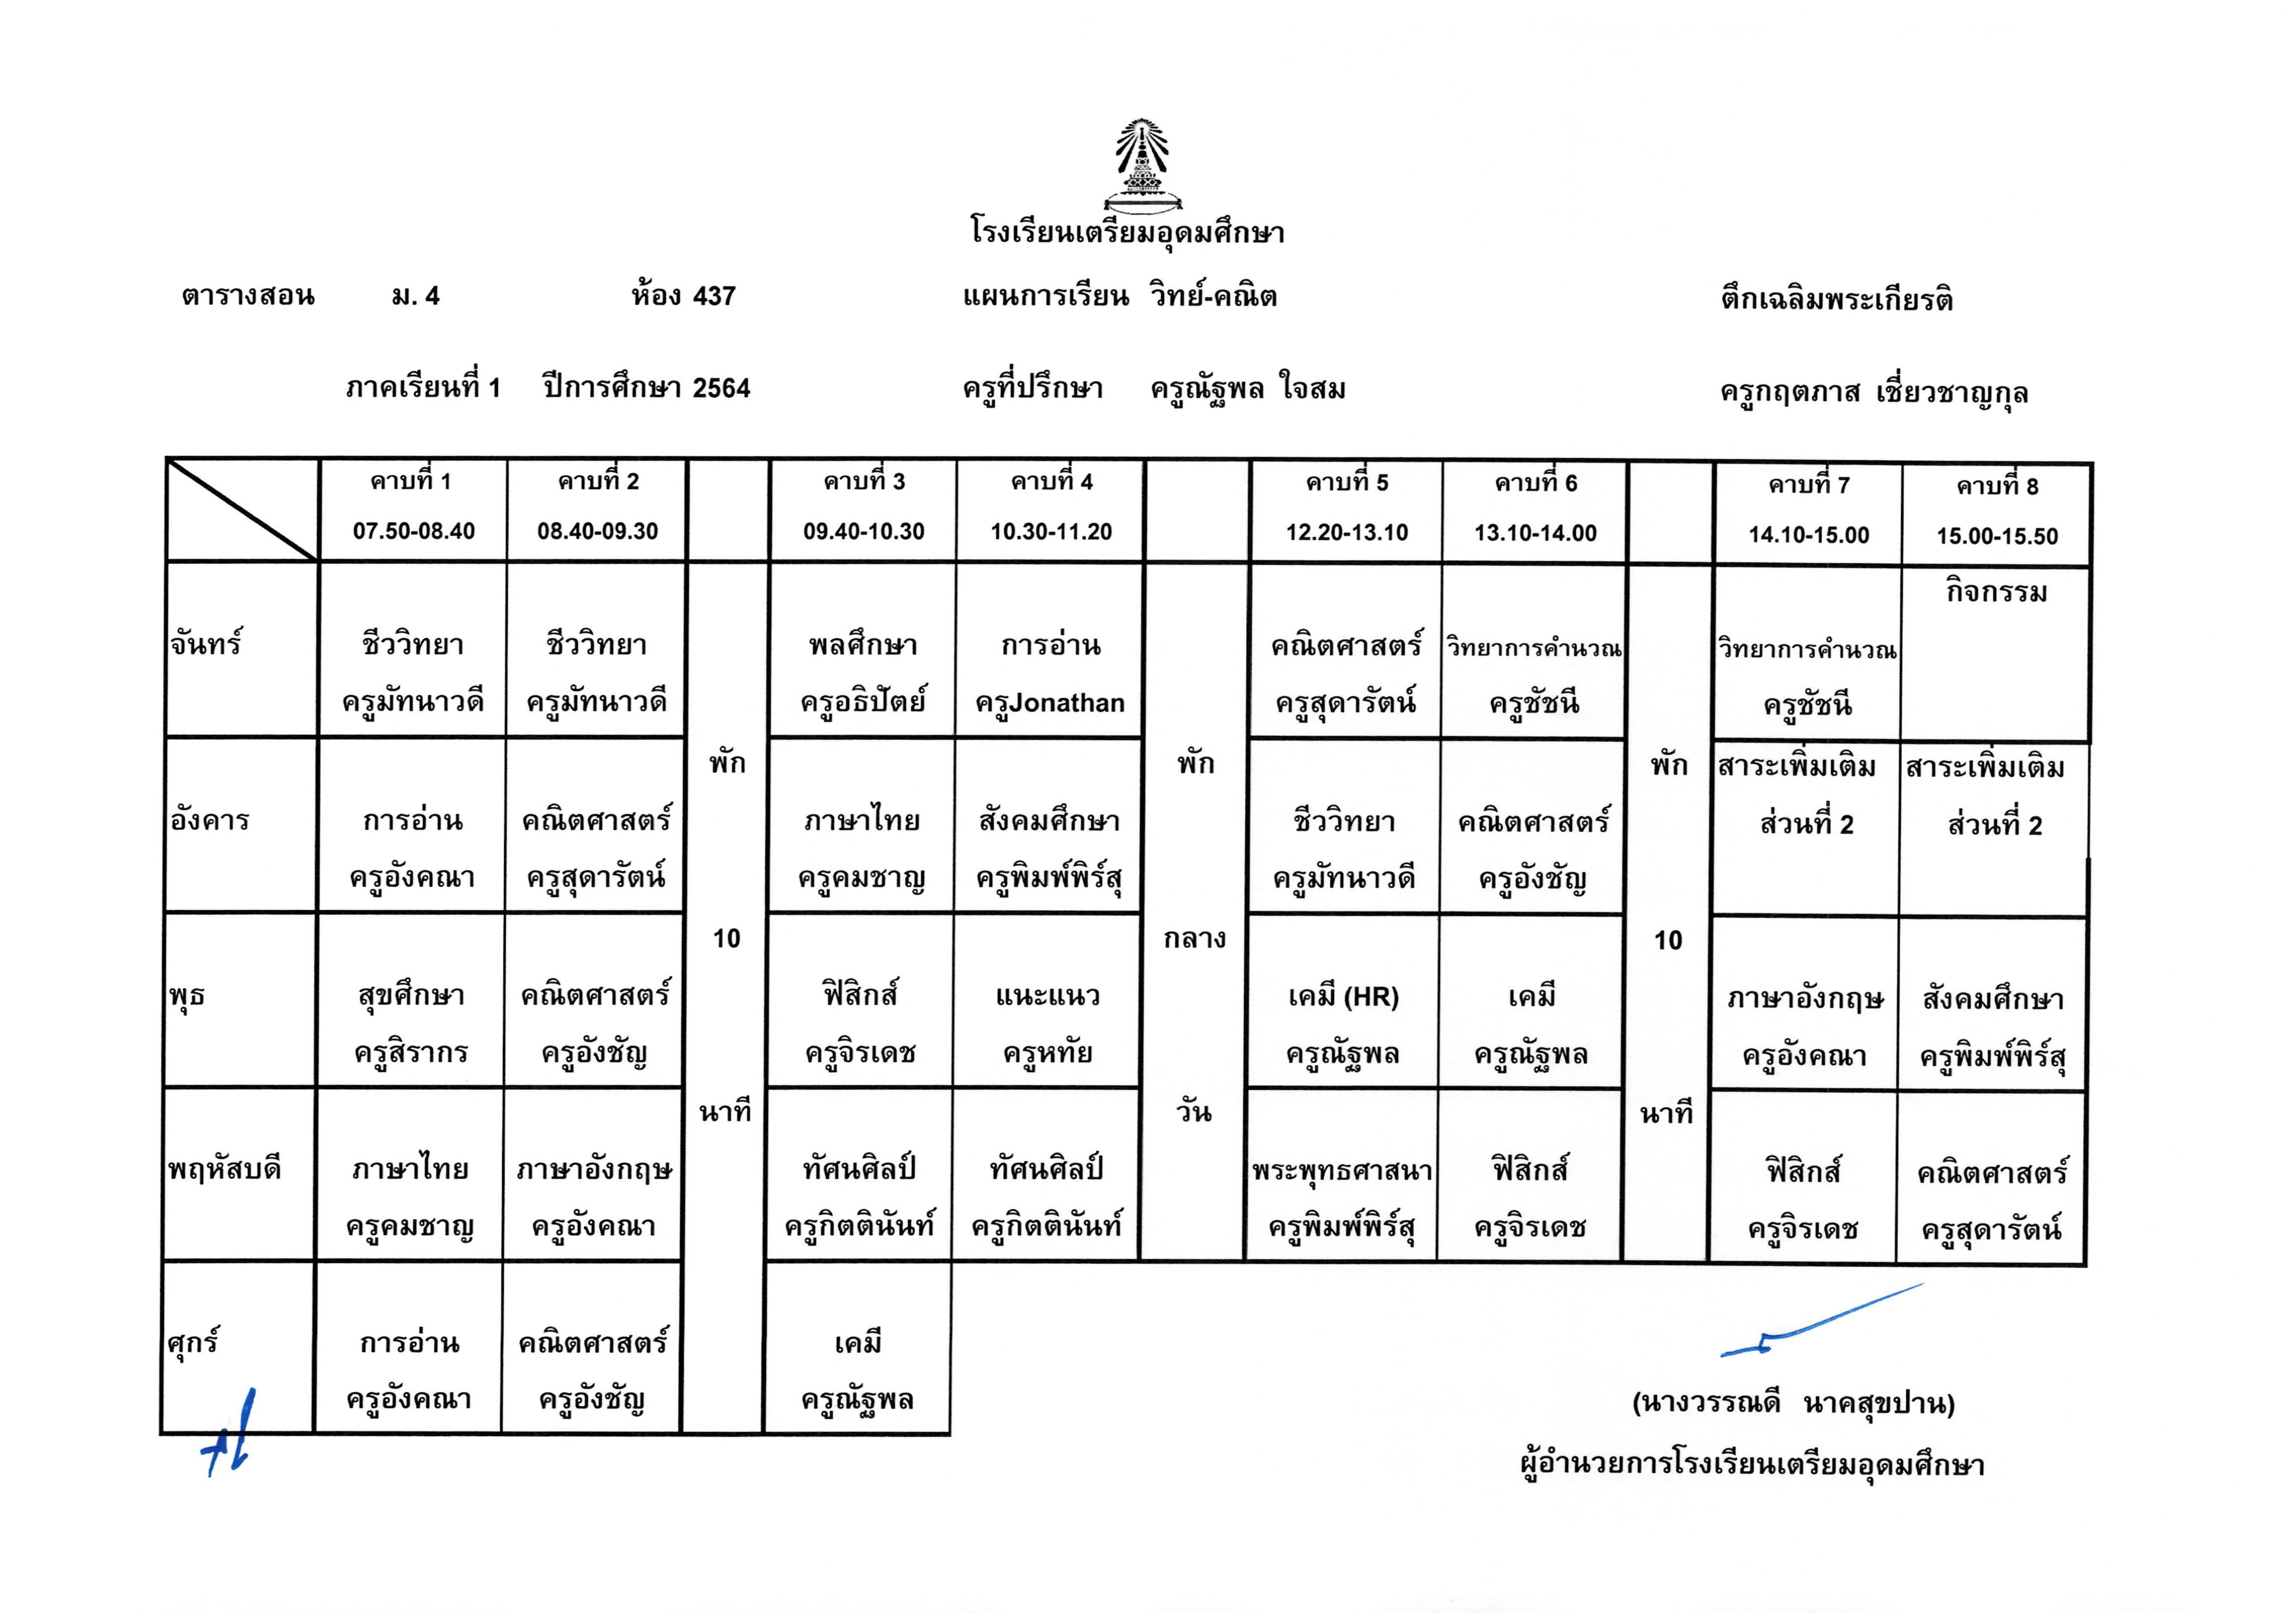 โรงเรียนเตรียมอุดมศึกษา
ตารางสอน ม. 4 ห้อง 437 แผนการเรียน วิทย์-คณิต ตึกเฉลิมพระเกียรติ
ภาคเรียนที่ 1 ปีการศึกษา 2564 ครูที่ปรึกษา ครูณัฐพล ใจสม ครูกฤตภาส เชี่ยวชาญกุล
คาบที่ 1 คาบที่ 2 คาบที่ 3 คาบที่ 4 คาบที่ 5 คาบที่ 6 คาบที่ 7 คาบที่ 8
07.50-08.40 08.40-09.30 09.40-10.30 10.30-11.20 12.20-13.10 13.10-14.00 14.10-15.00 15.00-15.50
กิจกรรม
จันทร์ ชีววิทยา ชีววิทยา พลศึกษา การอ่าน คณิตศาสตร์ วิทยาการคำนวณ วิทยาการคำนวณ
ครูมัทนาวดี ครูมัทนาวดี ครูอธิปัตย์ ครูJonathan ครูสุดารัตน์ ครูชัชนี ครูชัชนี
พัก พัก พัก สาระเพิ่มเติม สาระเพิ่มเติม
อังคาร การอ่าน คณิตศาสตร์ ภาษาไทย สังคมศึกษา ชีววิทยา คณิตศาสตร์ ส่วนที่ 2 ส่วนที่ 2
ครูอังคณา ครูสุดารัตน์ ครูคมชาญ ครูพิมพ์พิร์สุ ครูมัทนาวดี ครูอังชัญ
10 กลาง 10
พุธ สุขศึกษา คณิตศาสตร์ ฟิสิกส์ แนะแนว เคมี (HR) เคมี ภาษาอังกฤษ สังคมศึกษา
ครูสิรากร ครูอังชัญ ครูจิรเดช ครูหทัย ครูณัฐพล ครูณัฐพล ครูอังคณา ครูพิมพ์พิร์สุ
นาที วัน นาที
พฤหัสบดี ภาษาไทย ภาษาอังกฤษ ทัศนศิลป์ ทัศนศิลป์ พระพุทธศาสนา ฟิสิกส์ ฟิสิกส์ คณิตศาสตร์
ครูคมชาญ ครูอังคณา ครูกิตตินันท์ ครูกิตตินันท์ ครูพิมพ์พิร์สุ ครูจิรเดช ครูจิรเดช ครูสุดารัตน์
ศุกร์ การอ่าน คณิตศาสตร์ เคมี
ครูอังคณา ครูอังชัญ ครูณัฐพล
(นางวรรณดี นาคสุขปาน)
ผู้อำนวยการโรงเรียนเตรียมอุดมศึกษา